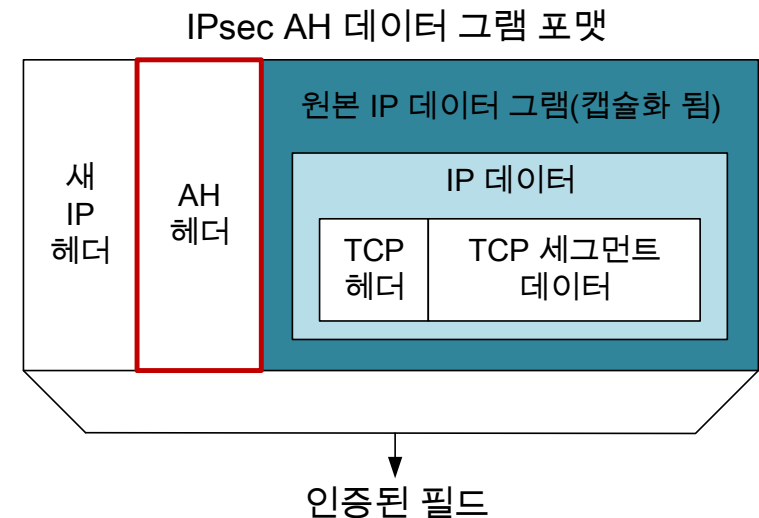 IPsec AH 데이터 그램 포맷
새
IP
헤더
AH
헤더
원본 IP 데이터 그램(캡슐화 됨)
IP 데이터
TCP
헤더
TCP 세그먼트
데이터
인증된 필드